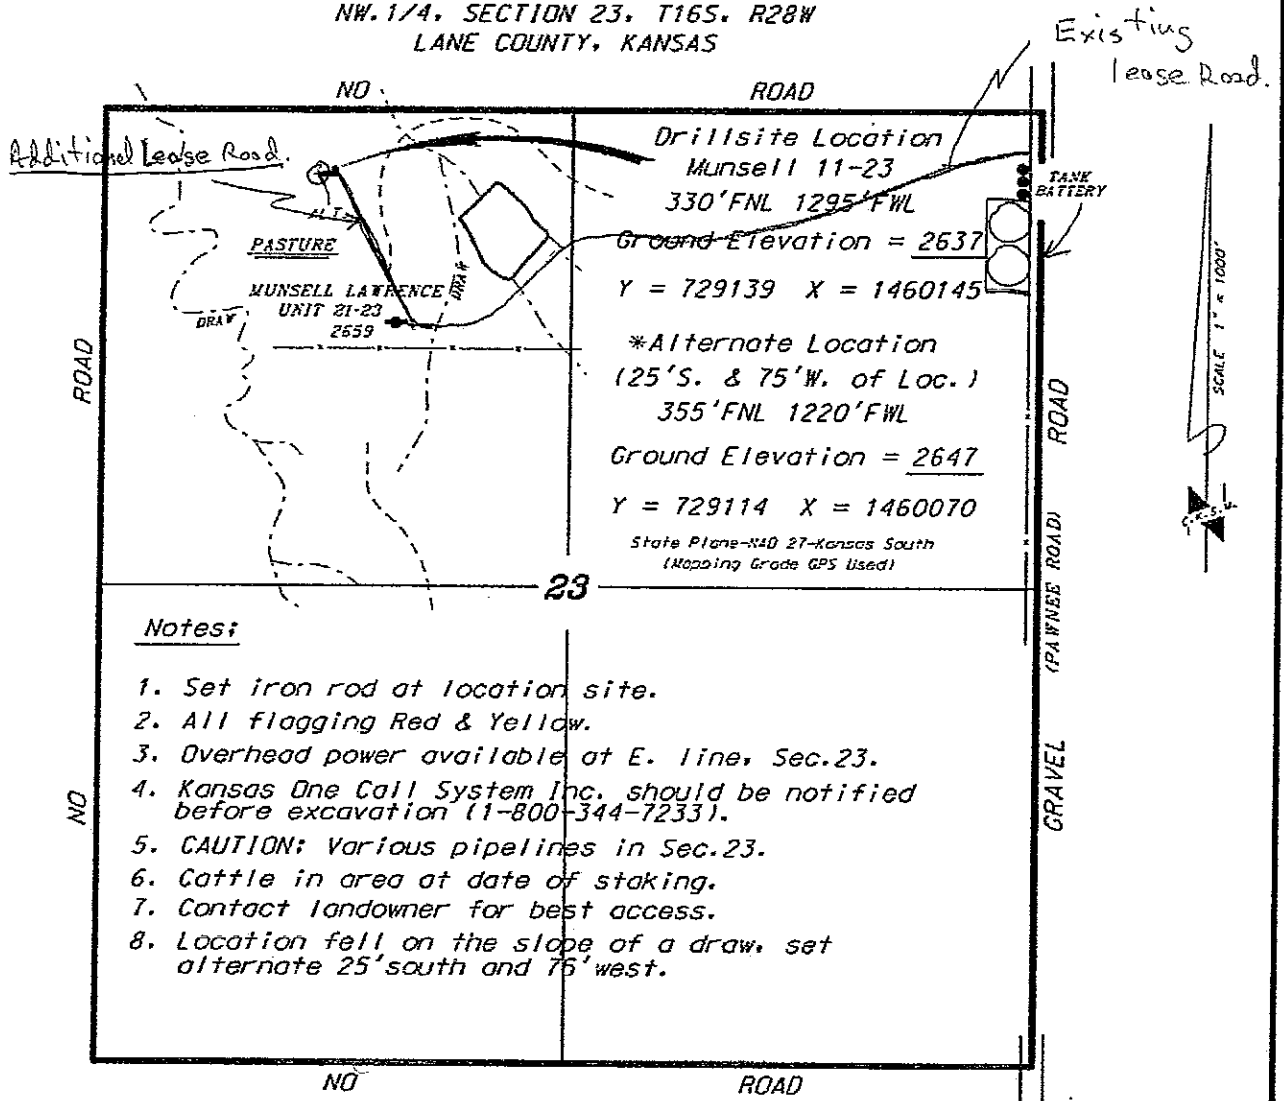 NW.1/4, SECTION 23, T16S, R28W
LANE COUNTY, KANSAS
Existing
lease Road.
NO ROAD
Additional Lease Road.
Drillsite Location
Munsell 11-23
330'FNL 1295'FWL
Ground Elevation = 2637
Y = 729139 X = 1460145
TANK
BATTERY
ALT
PASTURE
MUNSELL LAWRENCE
UNIT 21-23
2659
DRAW
DRAW
*Alternate Location
(25'S. & 75'W. of Loc.)
355'FNL 1220'FWL
Ground Elevation = 2647
Y = 729114 X = 1460070
State Plane-NAD 27-Kansas South
(Mapping Grade GPS Used)
SCALE 1" = 1000'
C.K.S.V.
ROAD
NO
GRAVEL (PAWNEE ROAD) ROAD
23
Notes:
1. Set iron rod at location site.
2. All flagging Red & Yellow.
3. Overhead power available at E. line, Sec.23.
4. Kansas One Call System Inc. should be notified
before excavation (1-800-344-7233).
5. CAUTION: Various pipelines in Sec.23.
6. Cattle in area at date of staking.
7. Contact landowner for best access.
8. Location fell on the slope of a draw, set
alternate 25'south and 75'west.
NO ROAD